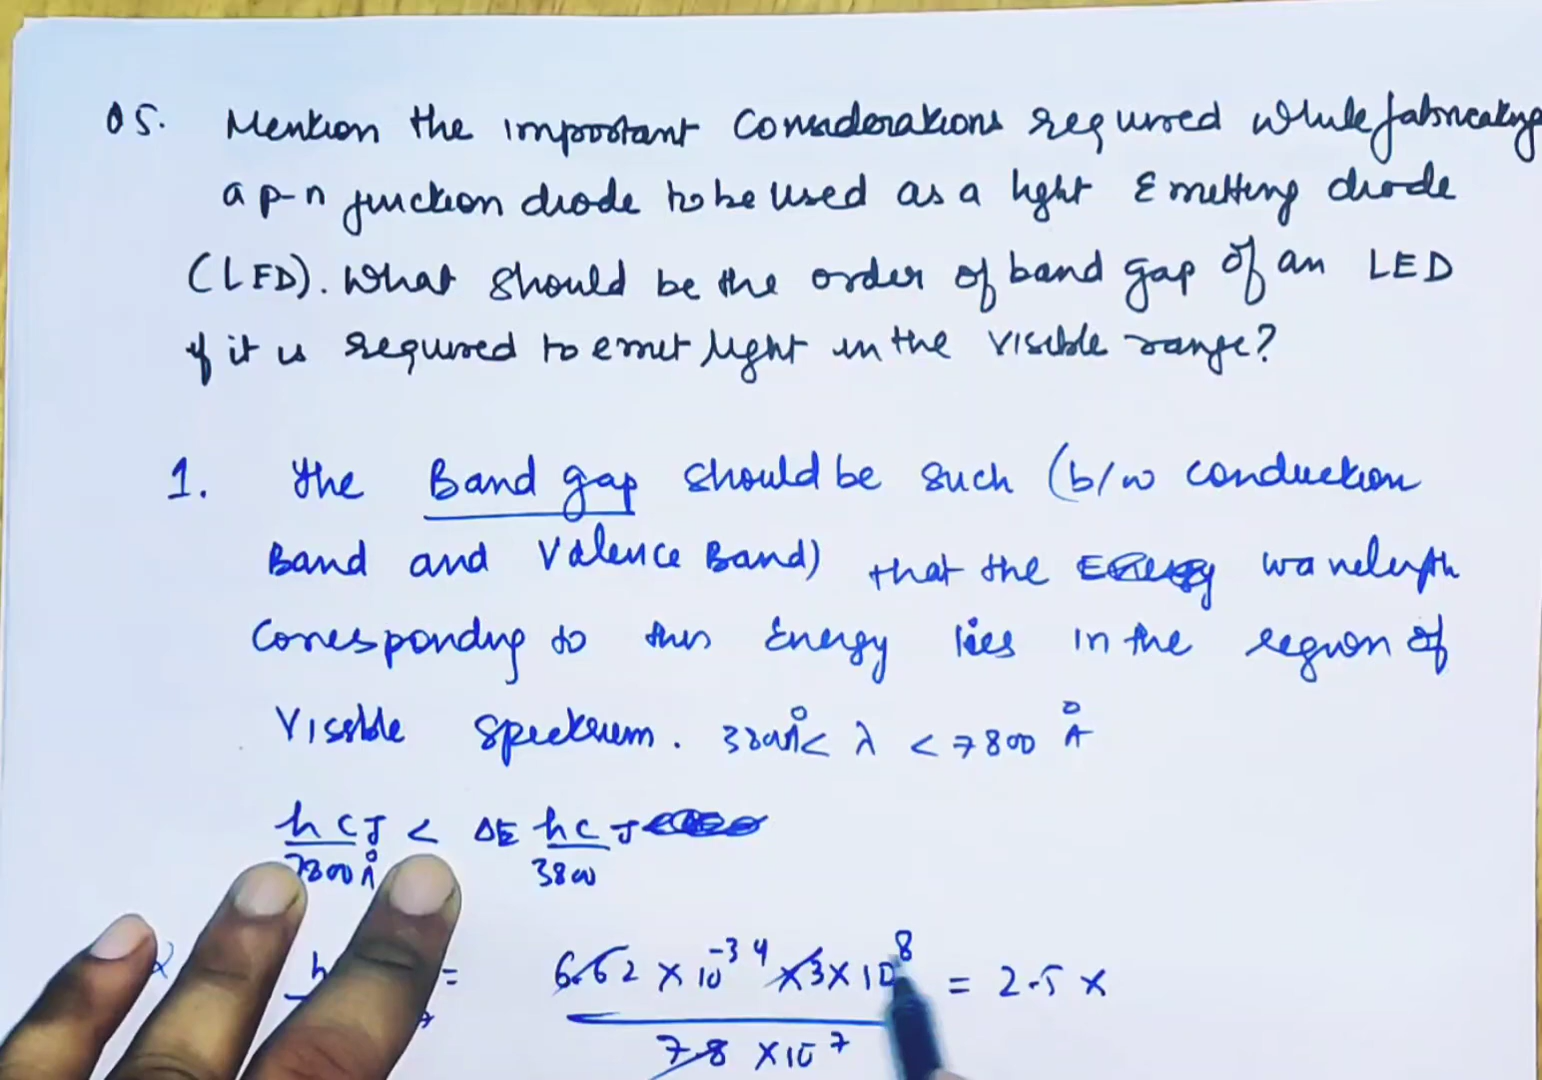 05. Mention the important considerations required while fabricating
a p-n junction diode to be used as a light Emitting diode
(LED). What should be the order of band gap of an LED
if it is required to emit light in the visible range?
1. The Band gap should be such (b/w conduction
Band and Valence Band) that the wavelength
corresponding to this Energy lies in the region of
Visible Spectrum. 3800Å < λ < 7800 Å
hc J < ΔE hc J
7800 Å 3800
h = 6.62 × 10⁻³⁴ × 3 × 10⁸ = 2.5 ×
7.8 × 10⁷